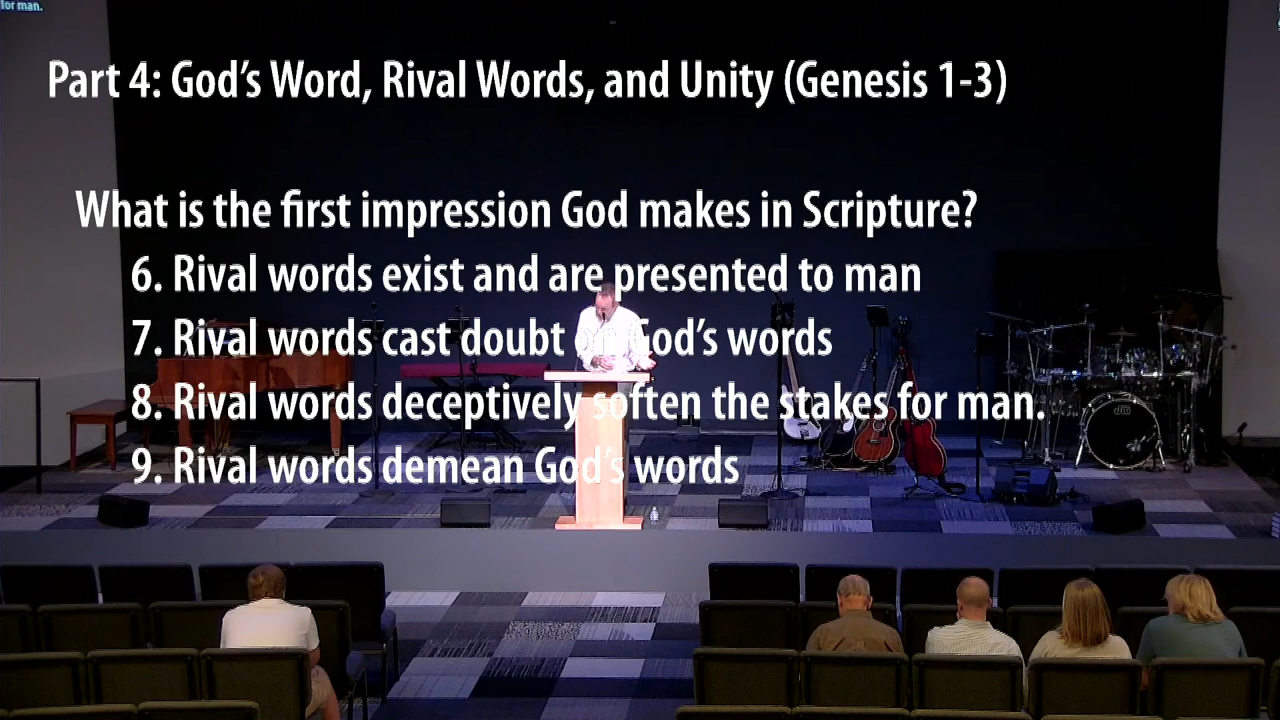 for man.
Part 4: God's Word, Rival Words, and Unity (Genesis 1-3)
What is the first impression God makes in Scripture?
6. Rival words exist and are presented to man
7. Rival words cast doubt on God's words
8. Rival words deceptively soften the stakes for man.
9. Rival words demean God's words